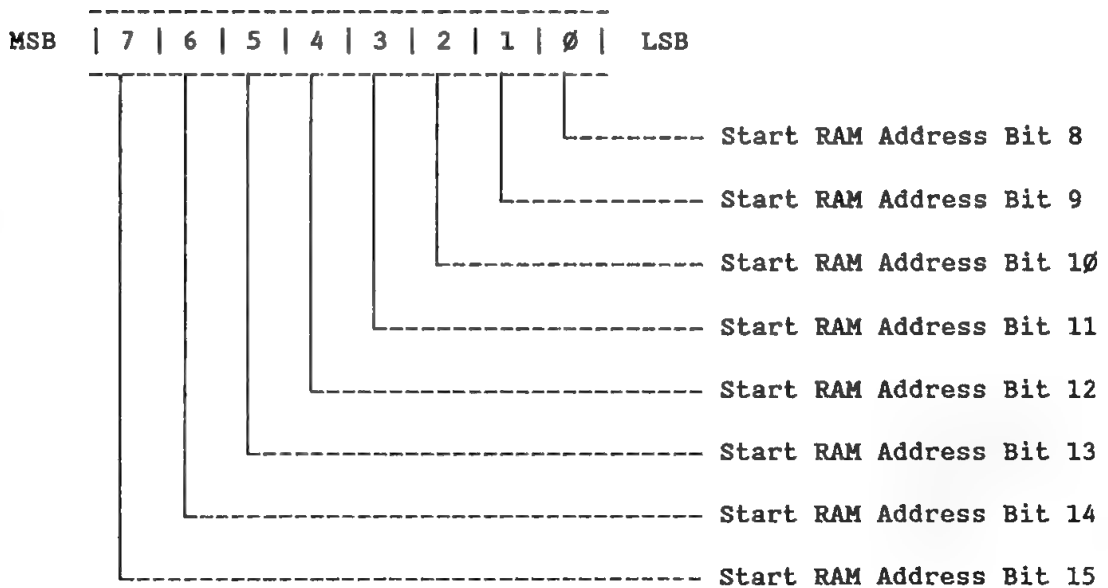 MSB | 7 | 6 | 5 | 4 | 3 | 2 | 1 | Ø | LSB
Start RAM Address Bit 8
Start RAM Address Bit 9
Start RAM Address Bit 1Ø
Start RAM Address Bit 11
Start RAM Address Bit 12
Start RAM Address Bit 13
Start RAM Address Bit 14
Start RAM Address Bit 15